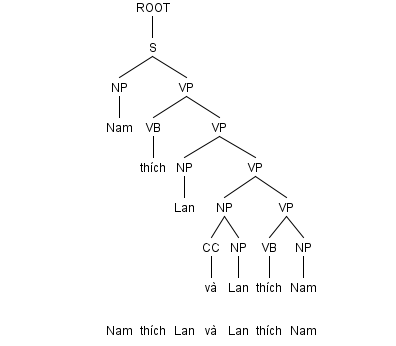 ROOT
S
NP VP
Nam VB VP
thích NP VP
Lan NP VP
CC NP VB NP
và Lan thích Nam
Nam thích Lan và Lan thích Nam